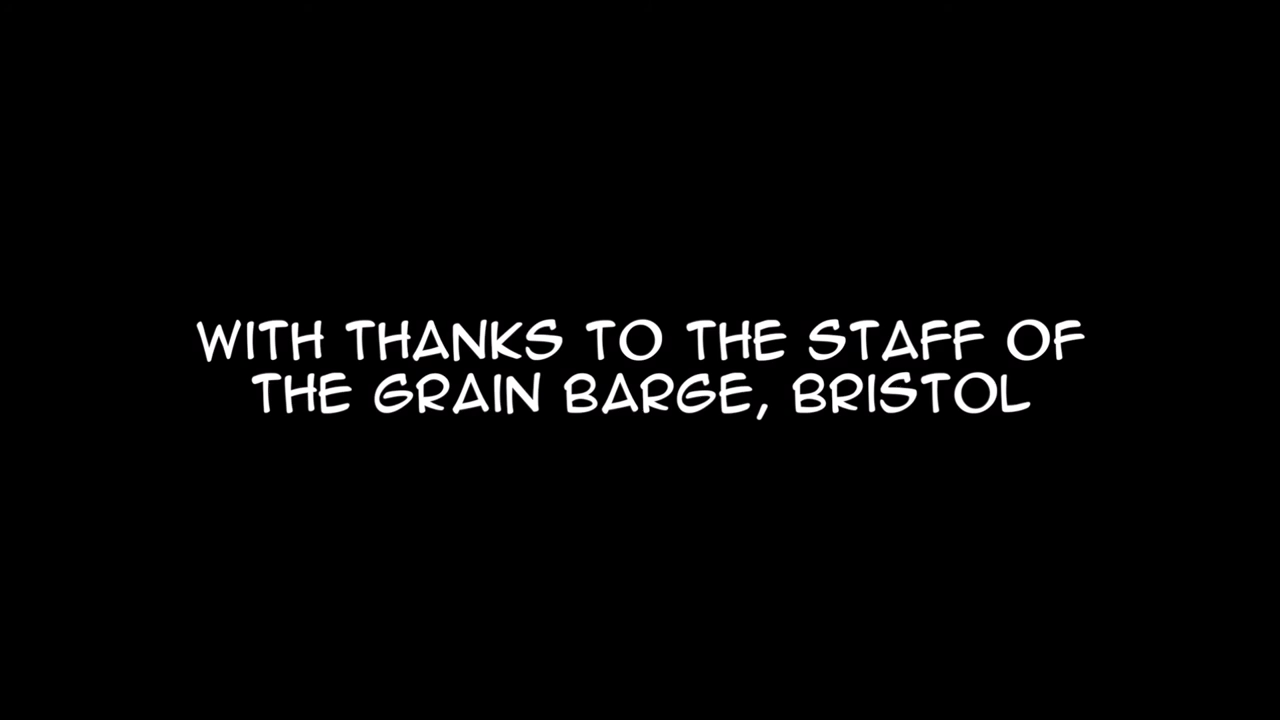 WITH THANKS TO THE STAFF OF
THE GRAIN BARGE, BRISTOL